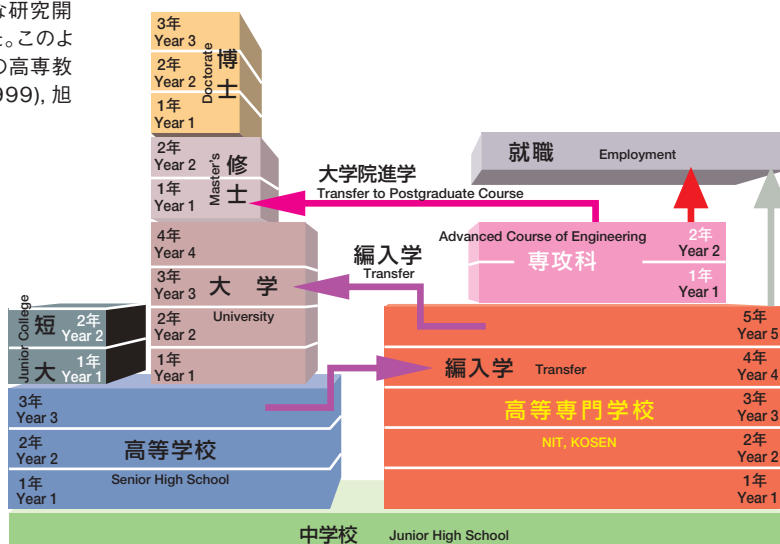 な研究開
た。このよ
の高専教
999), 旭
3年
Year 3
2年
Year 2
1年
Year 1
博士
Doctorate
2年
Year 2
1年
Year 1
修士
Master's
大学院進学
Transfer to Postgraduate Course
就職 Employment
4年
Year 4
3年
Year 3
2年
Year 2
1年
Year 1
大学
University
編入学
Transfer
Advanced Course of Engineering
専攻科
2年
Year 2
1年
Year 1
短大
Junior College
2年
Year 2
1年
Year 1
5年
Year 5
4年
Year 4
3年
Year 3
2年
Year 2
1年
Year 1
編入学 Transfer
高等専門学校
NIT, KOSEN
3年
Year 3
2年
Year 2
1年
Year 1
高等学校
Senior High School
中学校 Junior High School